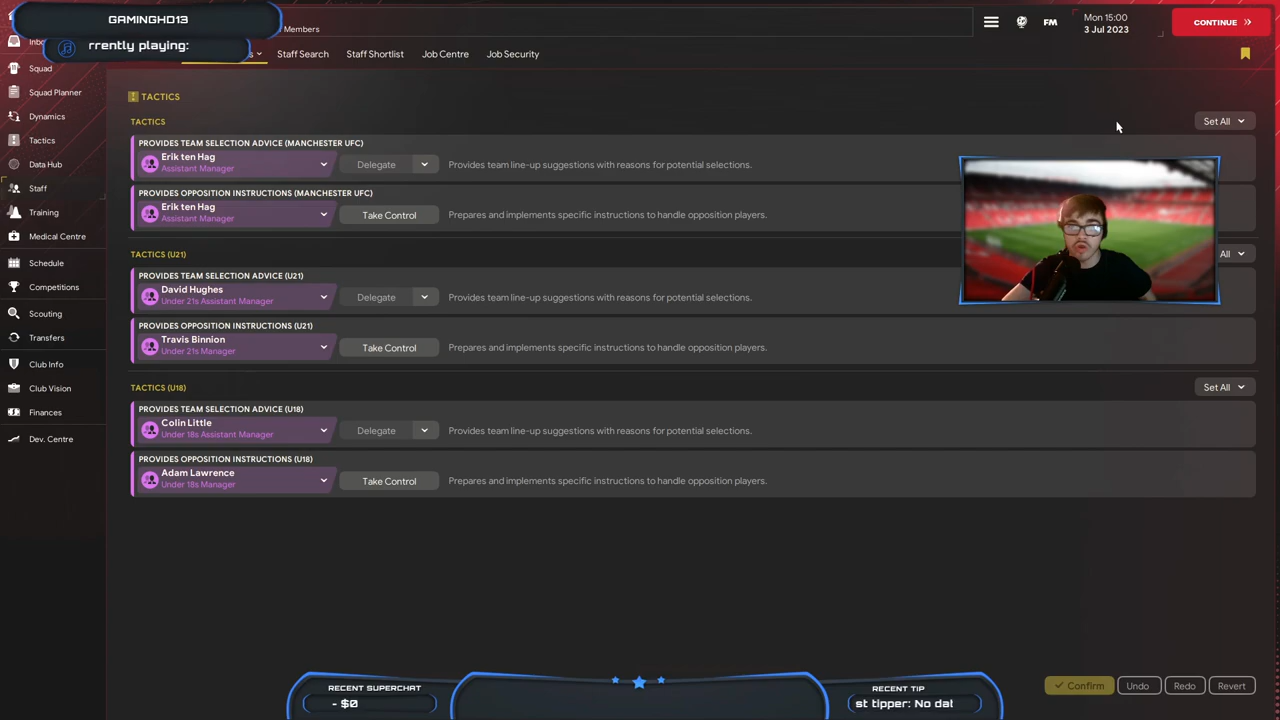 GAMINGHD13
rrently playing:
Members
Mon 15:00
3 Jul 2023
FM
CONTINUE
Staff Search
Staff Shortlist
Job Centre
Job Security
Squad
Squad Planner
Dynamics
Tactics
Data Hub
Staff
Training
Medical Centre
Schedule
Competitions
Scouting
Transfers
Club Info
Club Vision
Finances
Dev. Centre
TACTICS
TACTICS
Set All
PROVIDES TEAM SELECTION ADVICE (MANCHESTER UFC)
Erik ten Hag
Assistant Manager
Delegate
Provides team line-up suggestions with reasons for potential selections.
PROVIDES OPPOSITION INSTRUCTIONS (MANCHESTER UFC)
Erik ten Hag
Assistant Manager
Take Control
Prepares and implements specific instructions to handle opposition players.
TACTICS (U21)
All
PROVIDES TEAM SELECTION ADVICE (U21)
David Hughes
Under 21s Assistant Manager
Delegate
Provides team line-up suggestions with reasons for potential selections.
PROVIDES OPPOSITION INSTRUCTIONS (U21)
Travis Binnion
Under 21s Manager
Take Control
Prepares and implements specific instructions to handle opposition players.
TACTICS (U18)
Set All
PROVIDES TEAM SELECTION ADVICE (U18)
Colin Little
Under 18s Assistant Manager
Delegate
Provides team line-up suggestions with reasons for potential selections.
PROVIDES OPPOSITION INSTRUCTIONS (U18)
Adam Lawrence
Under 18s Manager
Take Control
Prepares and implements specific instructions to handle opposition players.
Confirm
Undo
Redo
Revert
RECENT SUPERCHAT
- $0
RECENT TIP
st tipper: No dat